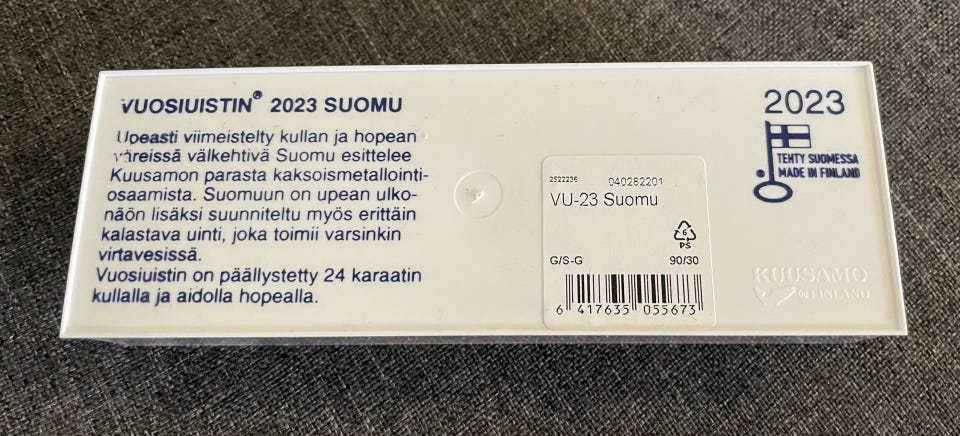 VUOSIUISTIN® 2023 SUOMU
Upeasti viimeistelty kullan ja hopean
väreissä välkehtivä Suomu esittelee
Kuusamon parasta kaksoismetallointi-
osaamista. Suomuun on upean ulko-
näön lisäksi suunniteltu myös erittäin
kalastava uinti, joka toimii varsinkin
virtavesissä.
Vuosiuistin on päällystetty 24 karaatin
kullalla ja aidolla hopealla.
2023
TEHTY SUOMESSA
® MADE IN FINLAND
2522236 040282201
VU-23 Suomu
6
PS
G/S-G 90/30
6 417635 055673
KUUSAMO
FINLAND